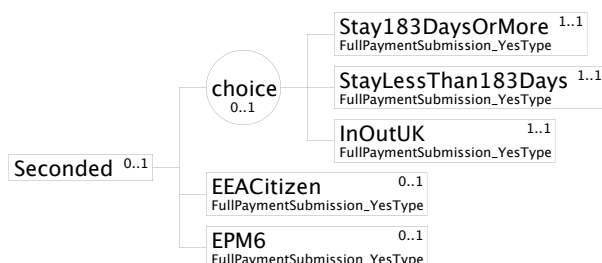 Stay183DaysOrMore 1..1
FullPaymentSubmission_YesType
choice
0..1
StayLessThan183Days 1..1
FullPaymentSubmission_YesType
InOutUK 1..1
FullPaymentSubmission_YesType
Seconded 0..1
EEACitizen 0..1
FullPaymentSubmission_YesType
EPM6 0..1
FullPaymentSubmission_YesType